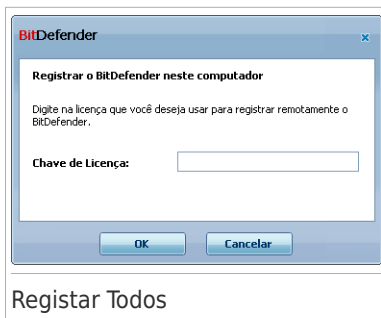 BitDefender
Registrar o BitDefender neste computador
Digite na licença que você deseja usar para registrar remotamente o
BitDefender.
Chave de Licença:
OK Cancelar
Registar Todos